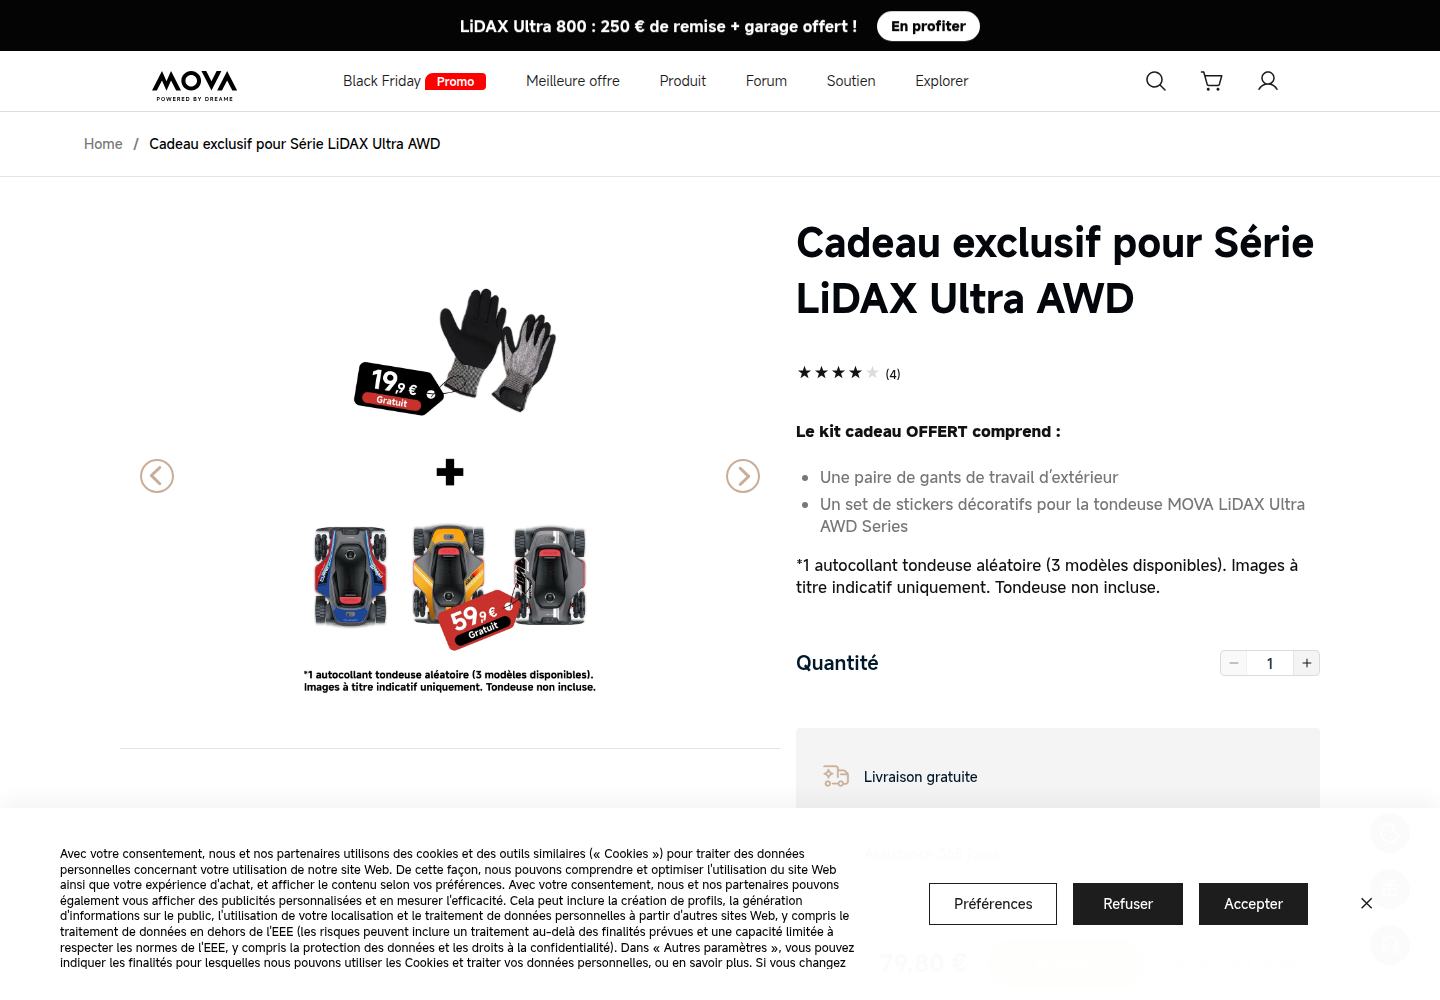 LiDAX Ultra 800 : 250 € de remise + garage offert !
En profiter
MOVA
POWERED BY DREAME
Black Friday Promo
Meilleure offre
Produit
Forum
Soutien
Explorer
Home / Cadeau exclusif pour Série LiDAX Ultra AWD
19,9 €
Gratuit
59,9 €
Gratuit
*1 autocollant tondeuse aléatoire (3 modèles disponibles).
Images à titre indicatif uniquement. Tondeuse non incluse.
Cadeau exclusif pour Série
LiDAX Ultra AWD
★★★★★ (4)
Le kit cadeau OFFERT comprend :
• Une paire de gants de travail d'extérieur
• Un set de stickers décoratifs pour la tondeuse MOVA LiDAX Ultra
AWD Series
*1 autocollant tondeuse aléatoire (3 modèles disponibles). Images à
titre indicatif uniquement. Tondeuse non incluse.
Quantité
− 1 +
Livraison gratuite
Avec votre consentement, nous et nos partenaires utilisons des cookies et des outils similaires (« Cookies ») pour traiter des données
personnelles concernant votre utilisation de notre site Web. De cette façon, nous pouvons comprendre et optimiser l'utilisation du site Web
ainsi que votre expérience d'achat, et afficher le contenu selon vos préférences. Avec votre consentement, nous et nos partenaires pouvons
également vous afficher des publicités personnalisées et en mesurer l'efficacité. Cela peut inclure la création de profils, la génération
d'informations sur le public, l'utilisation de votre localisation et le traitement de données personnelles à partir d'autres sites Web, y compris le
traitement de données en dehors de l'EEE (les risques peuvent inclure un traitement au-delà des finalités prévues et une capacité limitée à
respecter les normes de l'EEE, y compris la protection des données et les droits à la confidentialité). Dans « Autres paramètres », vous pouvez
indiquer les finalités pour lesquelles nous pouvons utiliser les Cookies et traiter vos données personnelles, ou en savoir plus. Si vous changez
Préférences
Refuser
Accepter
79,80 €